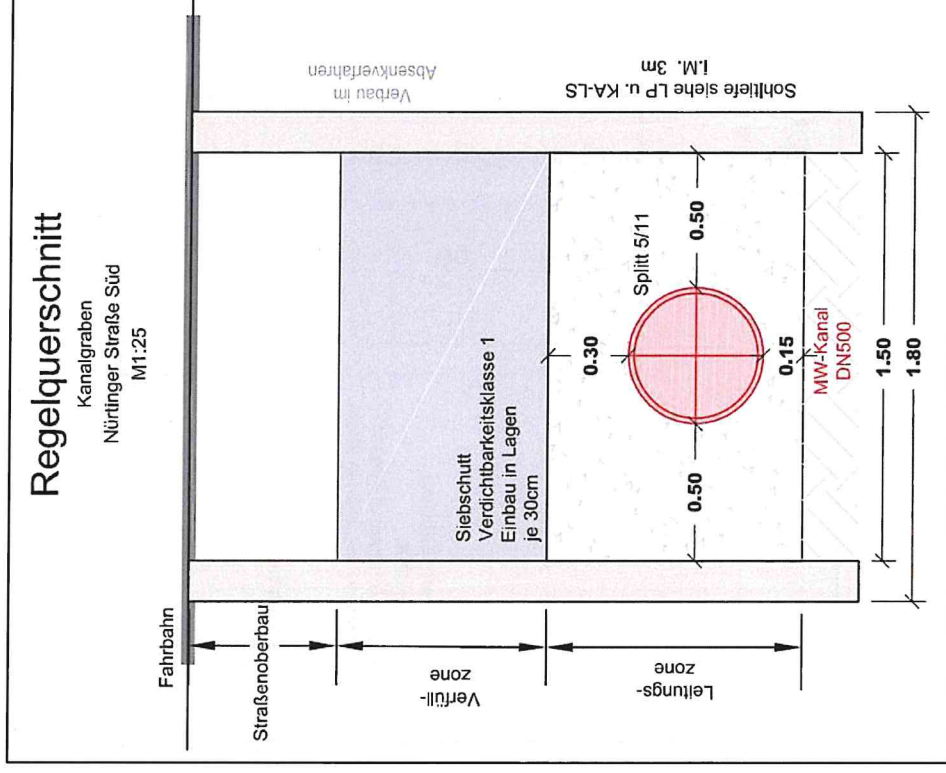 Regelquerschnitt
Kanalgraben
Nürtinger Straße Süd
M1:25
Fahrbahn
Straßenoberbau
Verfüll-
zone
Leitungs-
zone
Verbau im
Absenkverfahren
Sohltiefe siehe LP u. KA-LS
i.M. 3m
Siebschutt
Verdichtbarkeitsklasse 1
Einbau in Lagen
je 30cm
Splitt 5/11
0.30
0.50
0.50
0.15
MW-Kanal
DN500
1.50
1.80